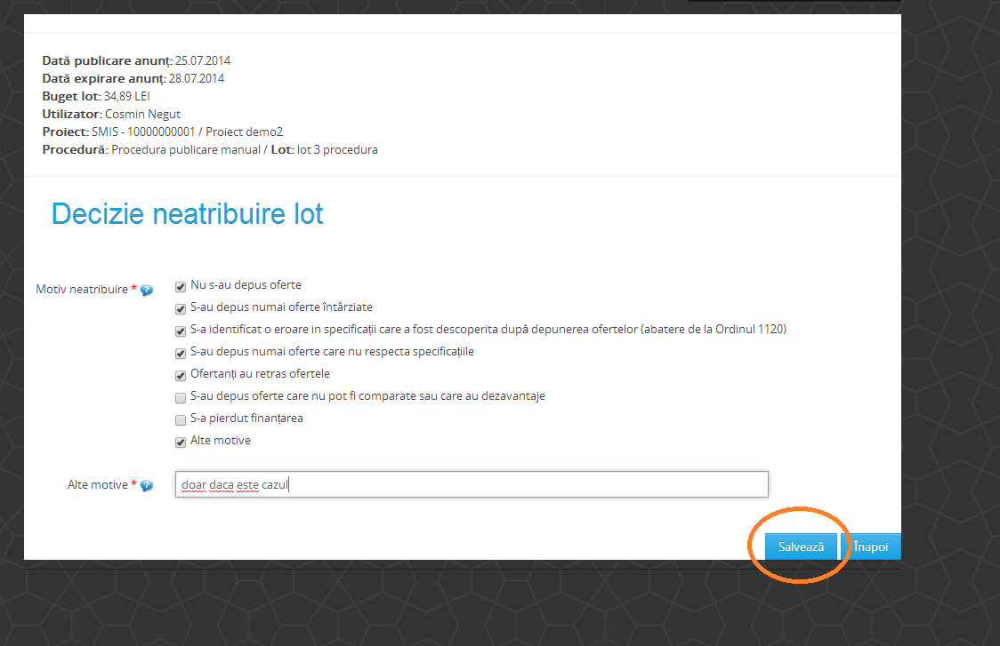 Dată publicare anunț: 25.07.2014
Dată expirare anunț: 28.07.2014
Buget lot: 34,89 LEI
Utilizator: Cosmin Negut
Proiect: SMIS - 10000000001 / Proiect demo2
Procedură: Procedura publicare manual / Lot: lot 3 procedura
Decizie neatribuire lot
Motiv neatribuire *
Nu s-au depus oferte
S-au depus numai oferte întârziate
S-a identificat o eroare in specificații care a fost descoperita după depunerea ofertelor (abatere de la Ordinul 1120)
S-au depus numai oferte care nu respecta specificațiile
Ofertanți au retras ofertele
S-au depus oferte care nu pot fi comparate sau care au dezavantaje
S-a pierdut finanțarea
Alte motive
Alte motive * doar daca este cazul
Salvează Înapoi